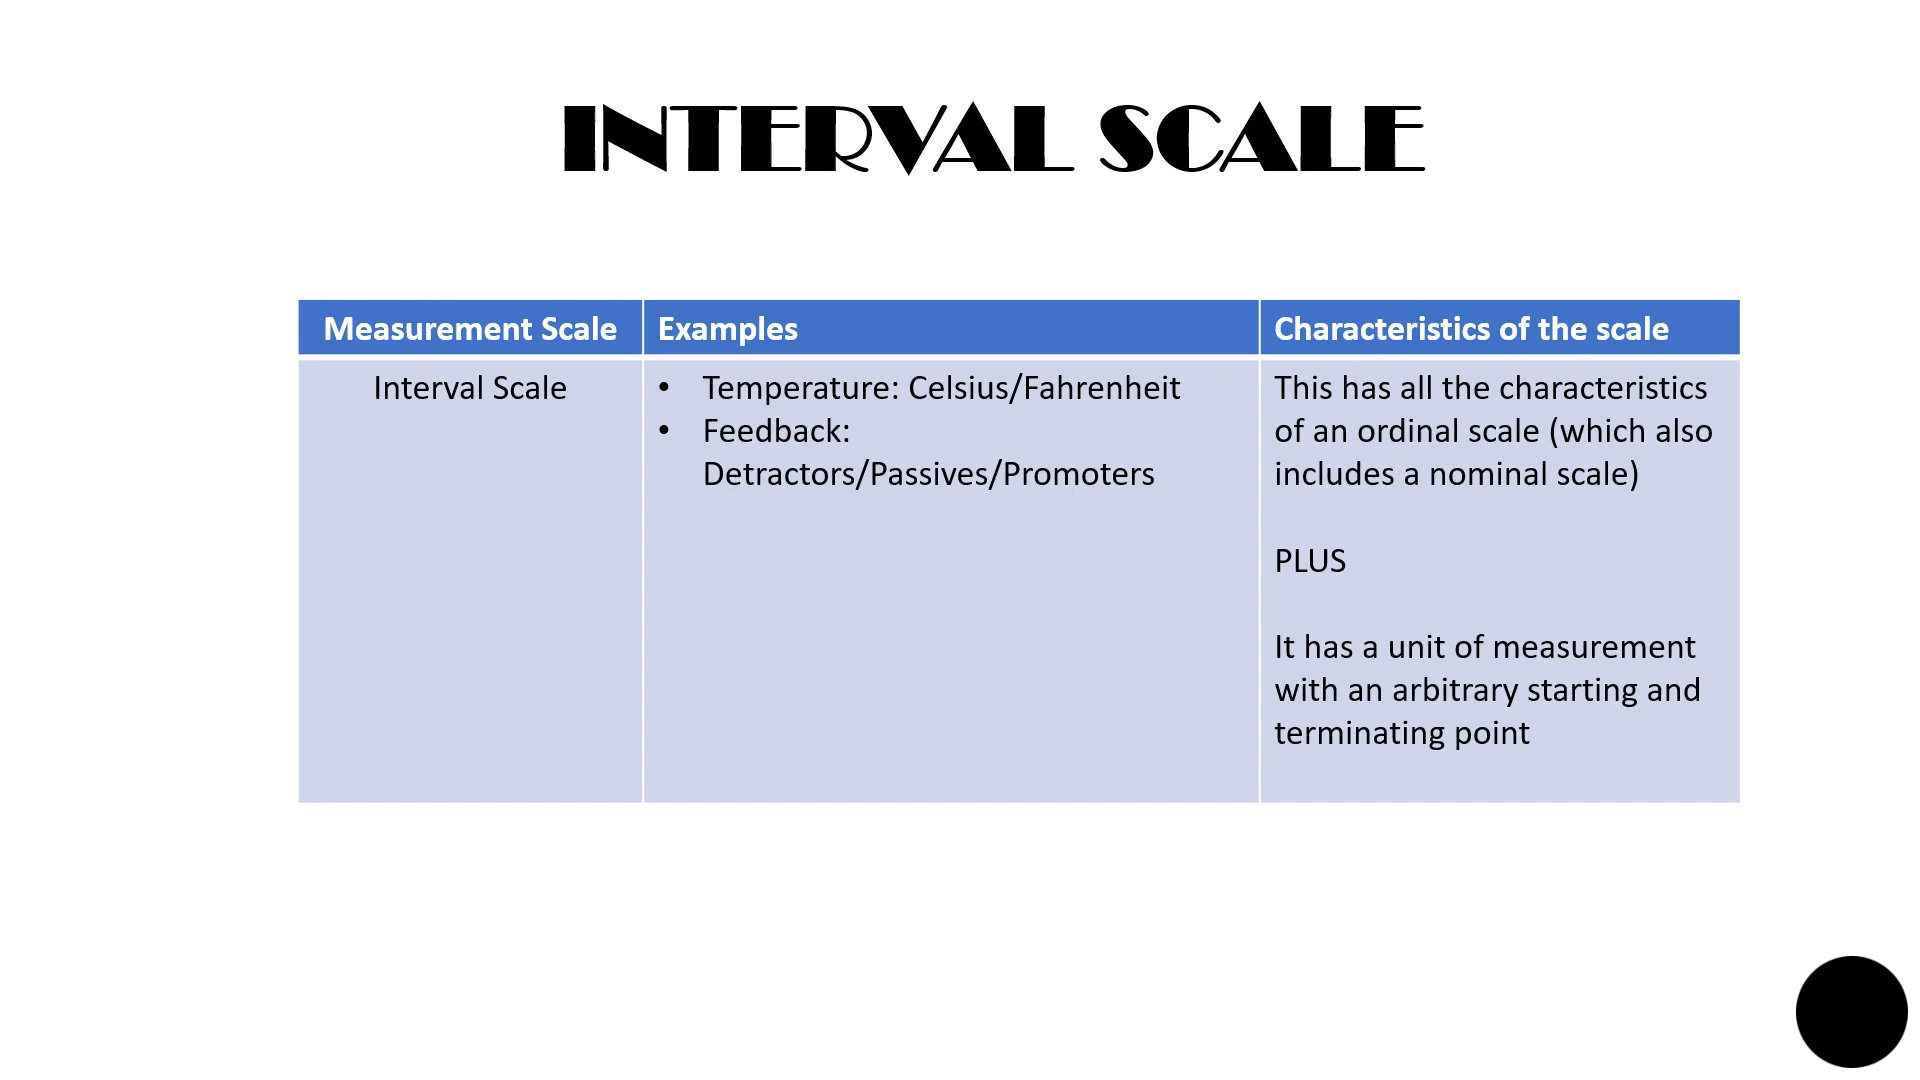 INTERVAL SCALE
Measurement Scale
Examples
Characteristics of the scale
Interval Scale
• Temperature: Celsius/Fahrenheit
• Feedback:
Detractors/Passives/Promoters
This has all the characteristics
of an ordinal scale (which also
includes a nominal scale)
PLUS
It has a unit of measurement
with an arbitrary starting and
terminating point